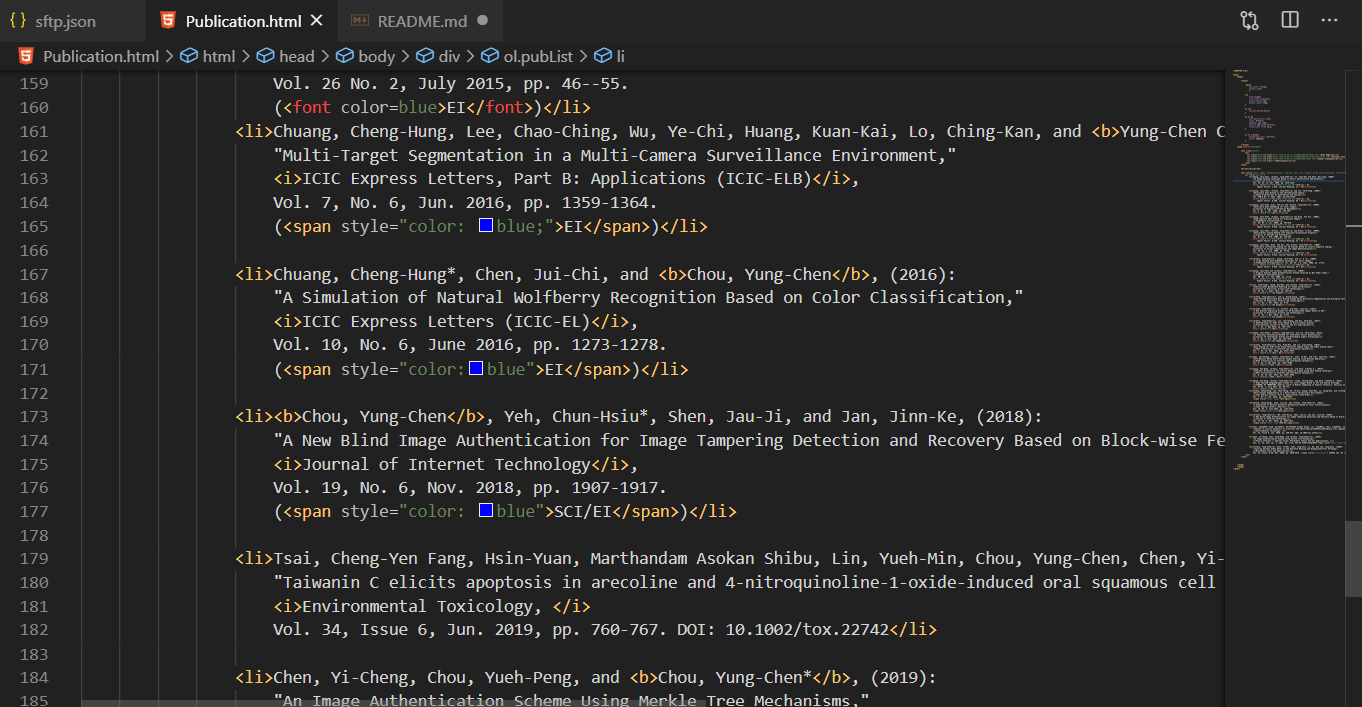 {} sftp.json
5 Publication.html ✕
M↓ README.md ●
5 Publication.html > html > head > body > div > ol.pubList > li
159 Vol. 26 No. 2, July 2015, pp. 46--55.
160 (<font color=blue>EI</font>)</li>
161 <li>Chuang, Cheng-Hung, Lee, Chao-Ching, Wu, Ye-Chi, Huang, Kuan-Kai, Lo, Ching-Kan, and <b>Yung-Chen C
162 "Multi-Target Segmentation in a Multi-Camera Surveillance Environment,"
163 <i>ICIC Express Letters, Part B: Applications (ICIC-ELB)</i>,
164 Vol. 7, No. 6, Jun. 2016, pp. 1359-1364.
165 (<span style="color: blue;">EI</span>)</li>
166
167 <li>Chuang, Cheng-Hung*, Chen, Jui-Chi, and <b>Chou, Yung-Chen</b>, (2016):
168 "A Simulation of Natural Wolfberry Recognition Based on Color Classification,"
169 <i>ICIC Express Letters (ICIC-EL)</i>,
170 Vol. 10, No. 6, June 2016, pp. 1273-1278.
171 (<span style="color:blue">EI</span>)</li>
172
173 <li><b>Chou, Yung-Chen</b>, Yeh, Chun-Hsiu*, Shen, Jau-Ji, and Jan, Jinn-Ke, (2018):
174 "A New Blind Image Authentication for Image Tampering Detection and Recovery Based on Block-wise Fe
175 <i>Journal of Internet Technology</i>,
176 Vol. 19, No. 6, Nov. 2018, pp. 1907-1917.
177 (<span style="color: blue">SCI/EI</span>)</li>
178
179 <li>Tsai, Cheng-Yen Fang, Hsin-Yuan, Marthandam Asokan Shibu, Lin, Yueh-Min, Chou, Yung-Chen, Chen, Yi-
180 "Taiwanin C elicits apoptosis in arecoline and 4-nitroquinoline-1-oxide-induced oral squamous cell
181 <i>Environmental Toxicology, </i>
182 Vol. 34, Issue 6, Jun. 2019, pp. 760-767. DOI: 10.1002/tox.22742</li>
183
184 <li>Chen, Yi-Cheng, Chou, Yueh-Peng, and <b>Chou, Yung-Chen*</b>, (2019):
185 "An Image Authentication Scheme Using Merkle Tree Mechanisms,"